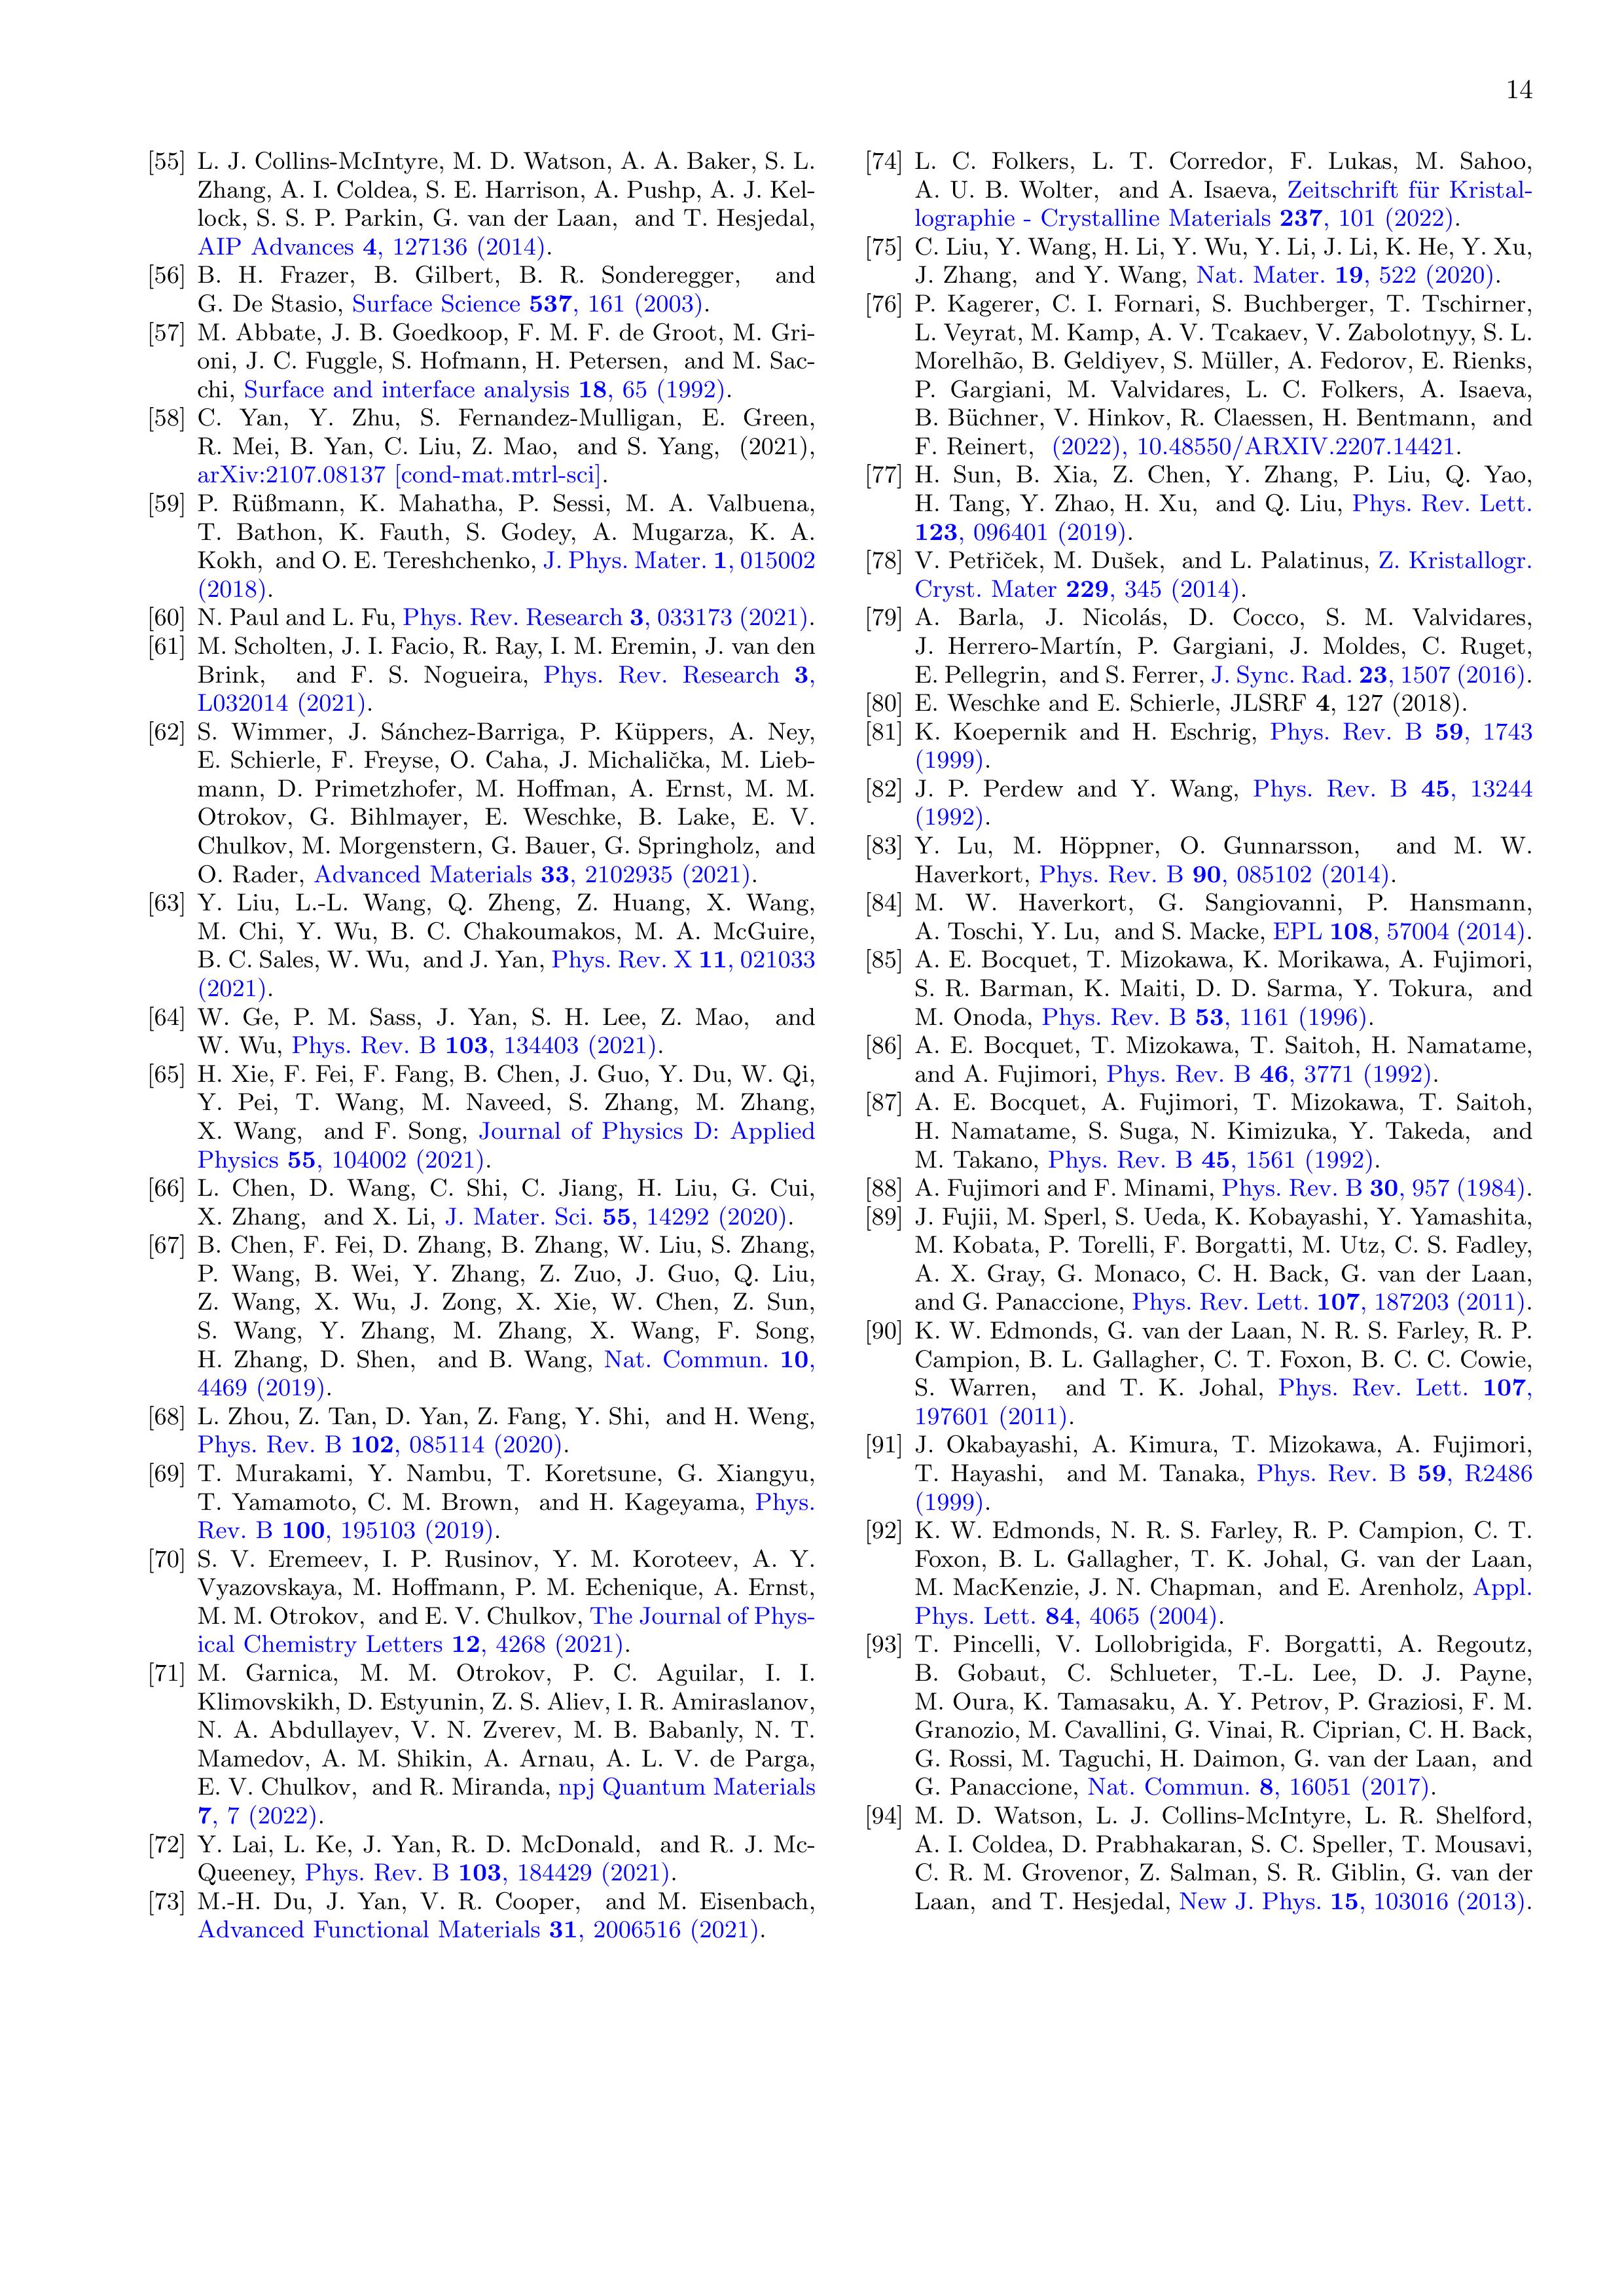 14
[55] L. J. Collins-McIntyre, M. D. Watson, A. A. Baker, S. L.
Zhang, A. I. Coldea, S. E. Harrison, A. Pushp, A. J. Kel-
lock, S. S. P. Parkin, G. van der Laan, and T. Hesjedal,
AIP Advances 4, 127136 (2014).
[56] B. H. Frazer, B. Gilbert, B. R. Sonderegger, and
G. De Stasio, Surface Science 537, 161 (2003).
[57] M. Abbate, J. B. Goedkoop, F. M. F. de Groot, M. Gri-
oni, J. C. Fuggle, S. Hofmann, H. Petersen, and M. Sac-
chi, Surface and interface analysis 18, 65 (1992).
[58] C. Yan, Y. Zhu, S. Fernandez-Mulligan, E. Green,
R. Mei, B. Yan, C. Liu, Z. Mao, and S. Yang, (2021),
arXiv:2107.08137 [cond-mat.mtrl-sci].
[59] P. Rüßmann, K. Mahatha, P. Sessi, M. A. Valbuena,
T. Bathon, K. Fauth, S. Godey, A. Mugarza, K. A.
Kokh, and O. E. Tereshchenko, J. Phys. Mater. 1, 015002
(2018).
[60] N. Paul and L. Fu, Phys. Rev. Research 3, 033173 (2021).
[61] M. Scholten, J. I. Facio, R. Ray, I. M. Eremin, J. van den
Brink, and F. S. Nogueira, Phys. Rev. Research 3,
L032014 (2021).
[62] S. Wimmer, J. Sánchez-Barriga, P. Küppers, A. Ney,
E. Schierle, F. Freyse, O. Caha, J. Michalička, M. Lieb-
mann, D. Primetzhofer, M. Hoffman, A. Ernst, M. M.
Otrokov, G. Bihlmayer, E. Weschke, B. Lake, E. V.
Chulkov, M. Morgenstern, G. Bauer, G. Springholz, and
O. Rader, Advanced Materials 33, 2102935 (2021).
[63] Y. Liu, L.-L. Wang, Q. Zheng, Z. Huang, X. Wang,
M. Chi, Y. Wu, B. C. Chakoumakos, M. A. McGuire,
B. C. Sales, W. Wu, and J. Yan, Phys. Rev. X 11, 021033
(2021).
[64] W. Ge, P. M. Sass, J. Yan, S. H. Lee, Z. Mao, and
W. Wu, Phys. Rev. B 103, 134403 (2021).
[65] H. Xie, F. Fei, F. Fang, B. Chen, J. Guo, Y. Du, W. Qi,
Y. Pei, T. Wang, M. Naveed, S. Zhang, M. Zhang,
X. Wang, and F. Song, Journal of Physics D: Applied
Physics 55, 104002 (2021).
[66] L. Chen, D. Wang, C. Shi, C. Jiang, H. Liu, G. Cui,
X. Zhang, and X. Li, J. Mater. Sci. 55, 14292 (2020).
[67] B. Chen, F. Fei, D. Zhang, B. Zhang, W. Liu, S. Zhang,
P. Wang, B. Wei, Y. Zhang, Z. Zuo, J. Guo, Q. Liu,
Z. Wang, X. Wu, J. Zong, X. Xie, W. Chen, Z. Sun,
S. Wang, Y. Zhang, M. Zhang, X. Wang, F. Song,
H. Zhang, D. Shen, and B. Wang, Nat. Commun. 10,
4469 (2019).
[68] L. Zhou, Z. Tan, D. Yan, Z. Fang, Y. Shi, and H. Weng,
Phys. Rev. B 102, 085114 (2020).
[69] T. Murakami, Y. Nambu, T. Koretsune, G. Xiangyu,
T. Yamamoto, C. M. Brown, and H. Kageyama, Phys.
Rev. B 100, 195103 (2019).
[70] S. V. Eremeev, I. P. Rusinov, Y. M. Koroteev, A. Y.
Vyazovskaya, M. Hoffmann, P. M. Echenique, A. Ernst,
M. M. Otrokov, and E. V. Chulkov, The Journal of Phys-
ical Chemistry Letters 12, 4268 (2021).
[71] M. Garnica, M. M. Otrokov, P. C. Aguilar, I. I.
Klimovskikh, D. Estyunin, Z. S. Aliev, I. R. Amiraslanov,
N. A. Abdullayev, V. N. Zverev, M. B. Babanly, N. T.
Mamedov, A. M. Shikin, A. Arnau, A. L. V. de Parga,
E. V. Chulkov, and R. Miranda, npj Quantum Materials
7, 7 (2022).
[72] Y. Lai, L. Ke, J. Yan, R. D. McDonald, and R. J. Mc-
Queeney, Phys. Rev. B 103, 184429 (2021).
[73] M.-H. Du, J. Yan, V. R. Cooper, and M. Eisenbach,
Advanced Functional Materials 31, 2006516 (2021).
[74] L. C. Folkers, L. T. Corredor, F. Lukas, M. Sahoo,
A. U. B. Wolter, and A. Isaeva, Zeitschrift für Kristal-
lographie - Crystalline Materials 237, 101 (2022).
[75] C. Liu, Y. Wang, H. Li, Y. Wu, Y. Li, J. Li, K. He, Y. Xu,
J. Zhang, and Y. Wang, Nat. Mater. 19, 522 (2020).
[76] P. Kagerer, C. I. Fornari, S. Buchberger, T. Tschirner,
L. Veyrat, M. Kamp, A. V. Tcakaev, V. Zabolotnyy, S. L.
Morelhão, B. Geldiyev, S. Müller, A. Fedorov, E. Rienks,
P. Gargiani, M. Valvidares, L. C. Folkers, A. Isaeva,
B. Büchner, V. Hinkov, R. Claessen, H. Bentmann, and
F. Reinert, (2022), 10.48550/ARXIV.2207.14421.
[77] H. Sun, B. Xia, Z. Chen, Y. Zhang, P. Liu, Q. Yao,
H. Tang, Y. Zhao, H. Xu, and Q. Liu, Phys. Rev. Lett.
123, 096401 (2019).
[78] V. Petříček, M. Dušek, and L. Palatinus, Z. Kristallogr.
Cryst. Mater 229, 345 (2014).
[79] A. Barla, J. Nicolás, D. Cocco, S. M. Valvidares,
J. Herrero-Martín, P. Gargiani, J. Moldes, C. Ruget,
E. Pellegrin, and S. Ferrer, J. Sync. Rad. 23, 1507 (2016).
[80] E. Weschke and E. Schierle, JLSRF 4, 127 (2018).
[81] K. Koepernik and H. Eschrig, Phys. Rev. B 59, 1743
(1999).
[82] J. P. Perdew and Y. Wang, Phys. Rev. B 45, 13244
(1992).
[83] Y. Lu, M. Höppner, O. Gunnarsson, and M. W.
Haverkort, Phys. Rev. B 90, 085102 (2014).
[84] M. W. Haverkort, G. Sangiovanni, P. Hansmann,
A. Toschi, Y. Lu, and S. Macke, EPL 108, 57004 (2014).
[85] A. E. Bocquet, T. Mizokawa, K. Morikawa, A. Fujimori,
S. R. Barman, K. Maiti, D. D. Sarma, Y. Tokura, and
M. Onoda, Phys. Rev. B 53, 1161 (1996).
[86] A. E. Bocquet, T. Mizokawa, T. Saitoh, H. Namatame,
and A. Fujimori, Phys. Rev. B 46, 3771 (1992).
[87] A. E. Bocquet, A. Fujimori, T. Mizokawa, T. Saitoh,
H. Namatame, S. Suga, N. Kimizuka, Y. Takeda, and
M. Takano, Phys. Rev. B 45, 1561 (1992).
[88] A. Fujimori and F. Minami, Phys. Rev. B 30, 957 (1984).
[89] J. Fujii, M. Sperl, S. Ueda, K. Kobayashi, Y. Yamashita,
M. Kobata, P. Torelli, F. Borgatti, M. Utz, C. S. Fadley,
A. X. Gray, G. Monaco, C. H. Back, G. van der Laan,
and G. Panaccione, Phys. Rev. Lett. 107, 187203 (2011).
[90] K. W. Edmonds, G. van der Laan, N. R. S. Farley, R. P.
Campion, B. L. Gallagher, C. T. Foxon, B. C. C. Cowie,
S. Warren, and T. K. Johal, Phys. Rev. Lett. 107,
197601 (2011).
[91] J. Okabayashi, A. Kimura, T. Mizokawa, A. Fujimori,
T. Hayashi, and M. Tanaka, Phys. Rev. B 59, R2486
(1999).
[92] K. W. Edmonds, N. R. S. Farley, R. P. Campion, C. T.
Foxon, B. L. Gallagher, T. K. Johal, G. van der Laan,
M. MacKenzie, J. N. Chapman, and E. Arenholz, Appl.
Phys. Lett. 84, 4065 (2004).
[93] T. Pincelli, V. Lollobrigida, F. Borgatti, A. Regoutz,
B. Gobaut, C. Schlueter, T.-L. Lee, D. J. Payne,
M. Oura, K. Tamasaku, A. Y. Petrov, P. Graziosi, F. M.
Granozio, M. Cavallini, G. Vinai, R. Ciprian, C. H. Back,
G. Rossi, M. Taguchi, H. Daimon, G. van der Laan, and
G. Panaccione, Nat. Commun. 8, 16051 (2017).
[94] M. D. Watson, L. J. Collins-McIntyre, L. R. Shelford,
A. I. Coldea, D. Prabhakaran, S. C. Speller, T. Mousavi,
C. R. M. Grovenor, Z. Salman, S. R. Giblin, G. van der
Laan, and T. Hesjedal, New J. Phys. 15, 103016 (2013).